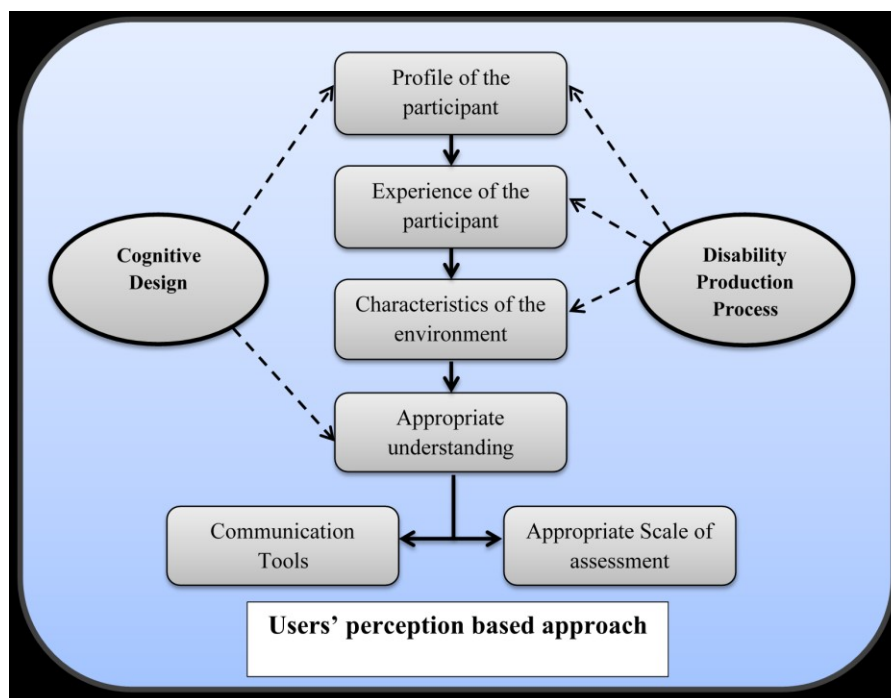 Profile of the
participant
Experience of the
participant
Cognitive
Design
Disability
Production
Process
Characteristics of the
environment
Appropriate
understanding
Communication
Tools
Appropriate Scale of
assessment
Users’ perception based approach